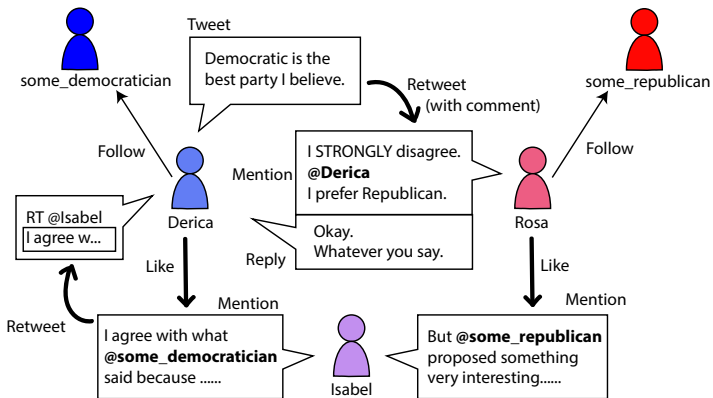 Tweet
some_democratician
Democratic is the
best party I believe.
Retweet
(with comment)
some_republican
Follow
Mention
I STRONGLY disagree.
@Derica
I prefer Republican.
Follow
RT @Isabel
I agree w...
Derica
Okay.
Whatever you say.
Rosa
Like
Reply
Like
Mention
Mention
Retweet
I agree with what
@some_democratician
said because ......
Isabel
But @some_republican
proposed something
very interesting......